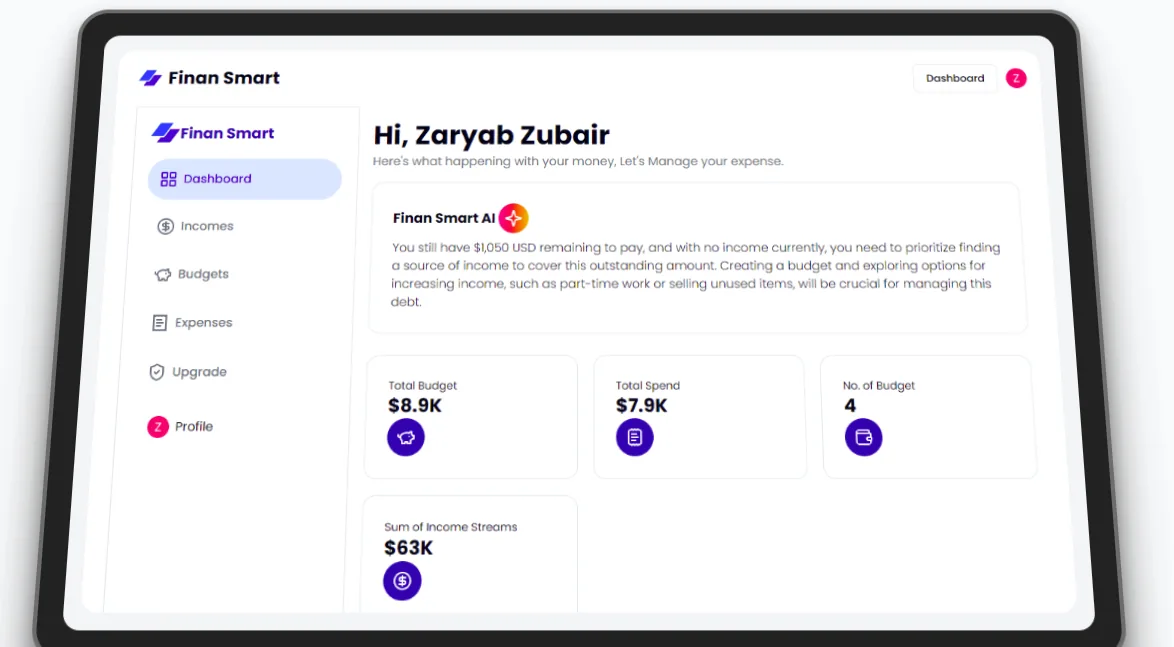 Finan Smart
Dashboard
Z
Finan Smart
Dashboard
Incomes
Budgets
Expenses
Upgrade
Z
Profile
Hi, Zaryab Zubair
Here's what happening with your money, Let's Manage your expense.
Finan Smart AI
You still have $1,050 USD remaining to pay, and with no income currently, you need to prioritize finding
a source of income to cover this outstanding amount. Creating a budget and exploring options for
increasing income, such as part-time work or selling unused items, will be crucial for managing this
debt.
Total Budget
$8.9K
Total Spend
$7.9K
No. of Budget
4
Sum of Income Streams
$63K